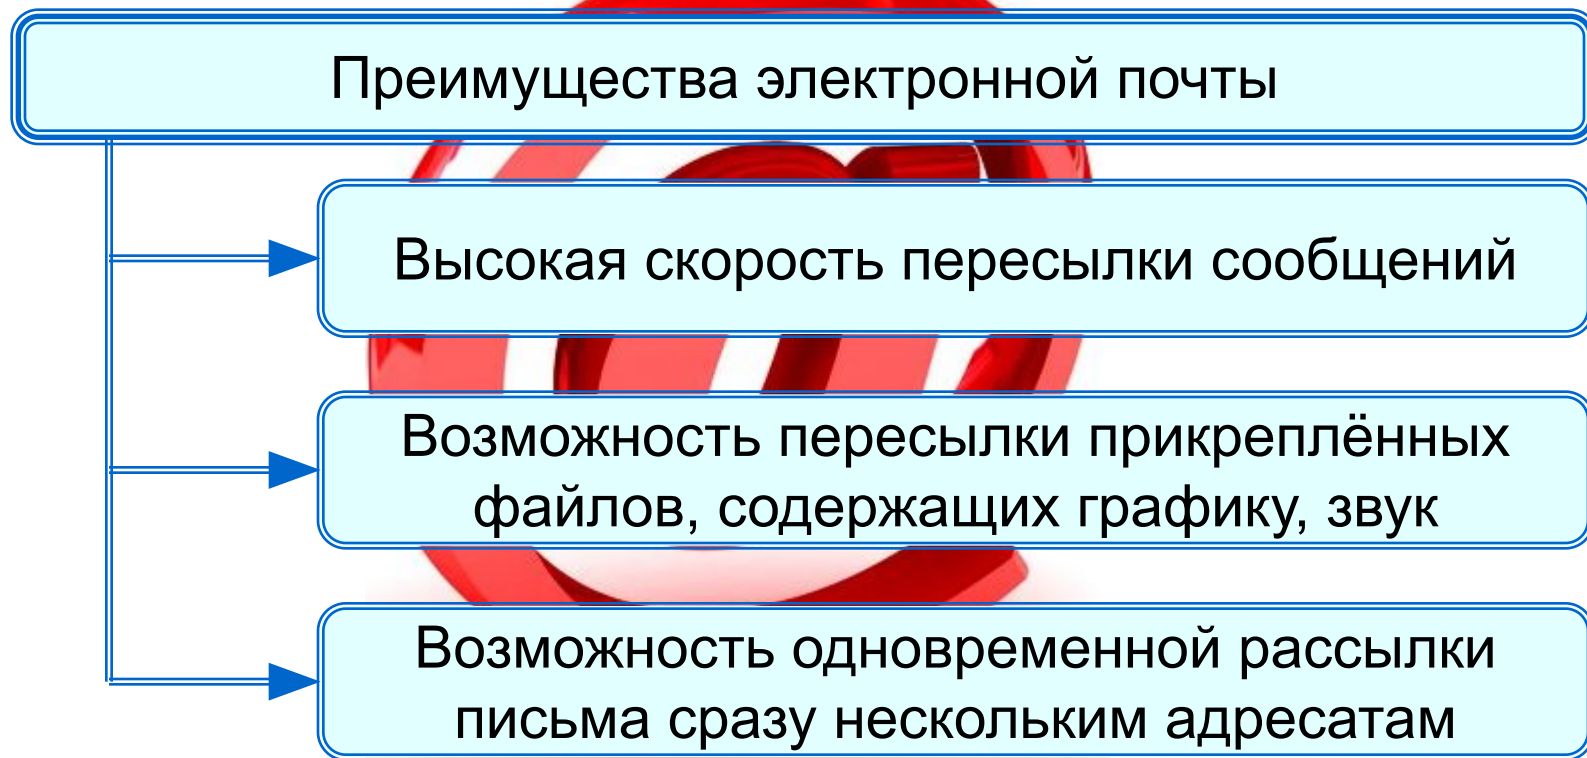 Преимущества электронной почты
Высокая скорость пересылки сообщений
Возможность пересылки прикреплённых
файлов, содержащих графику, звук
Возможность одновременной рассылки
письма сразу нескольким адресатам